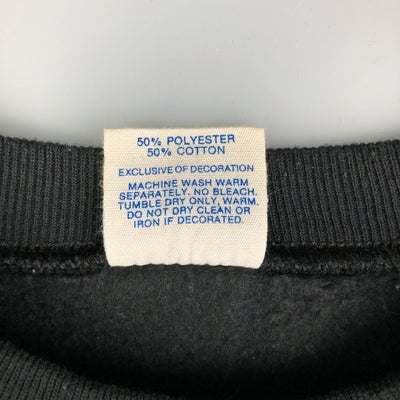 50% POLYESTER
50% COTTON
EXCLUSIVE OF DECORATION
MACHINE WASH WARM
SEPARATELY. NO BLEACH.
TUMBLE DRY ONLY, WARM.
DO NOT DRY CLEAN OR
IRON IF DECORATED.